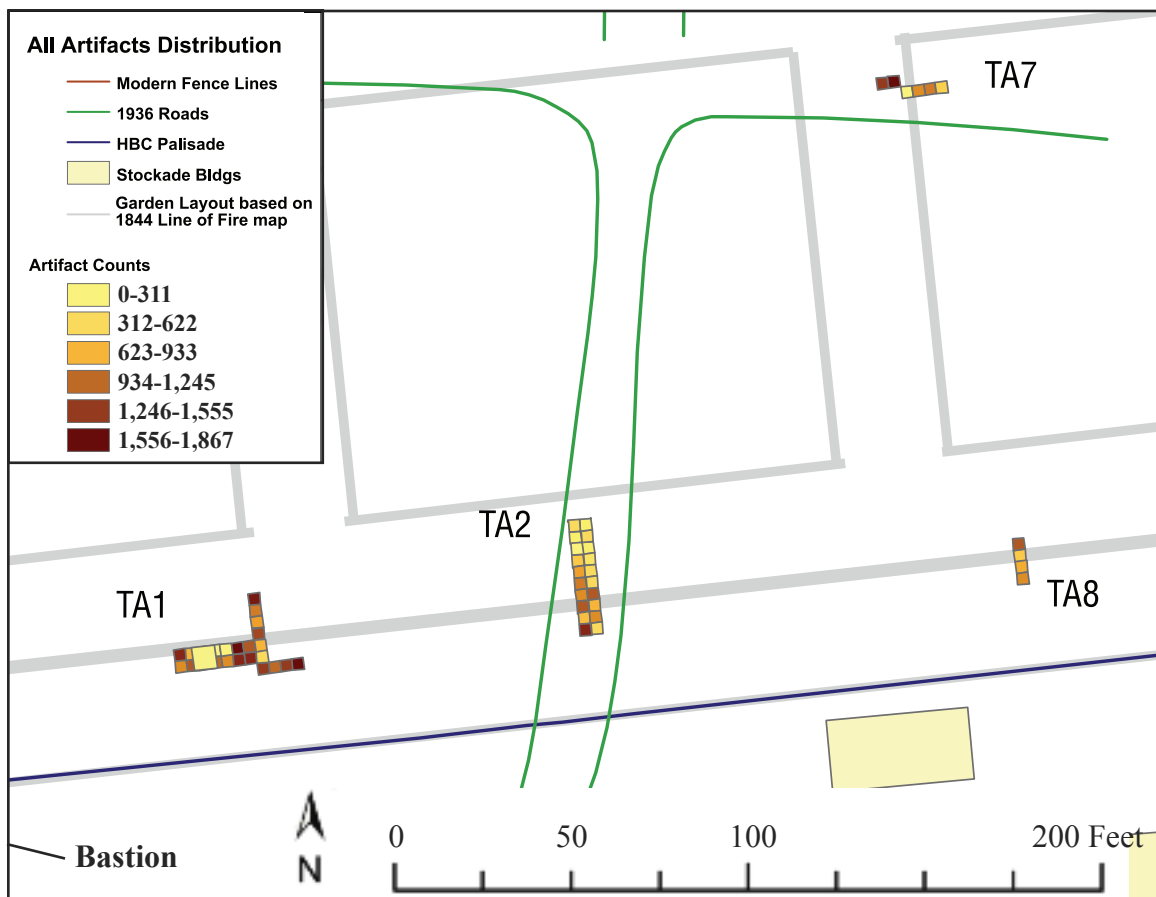 All Artifacts Distribution
Modern Fence Lines
1936 Roads
HBC Palisade
Stockade Bldgs
Garden Layout based on
1844 Line of Fire map
Artifact Counts
0-311
312-622
623-933
934-1,245
1,246-1,555
1,556-1,867
TA7
TA2
TA1
TA8
Bastion
N
0 50 100 200 Feet